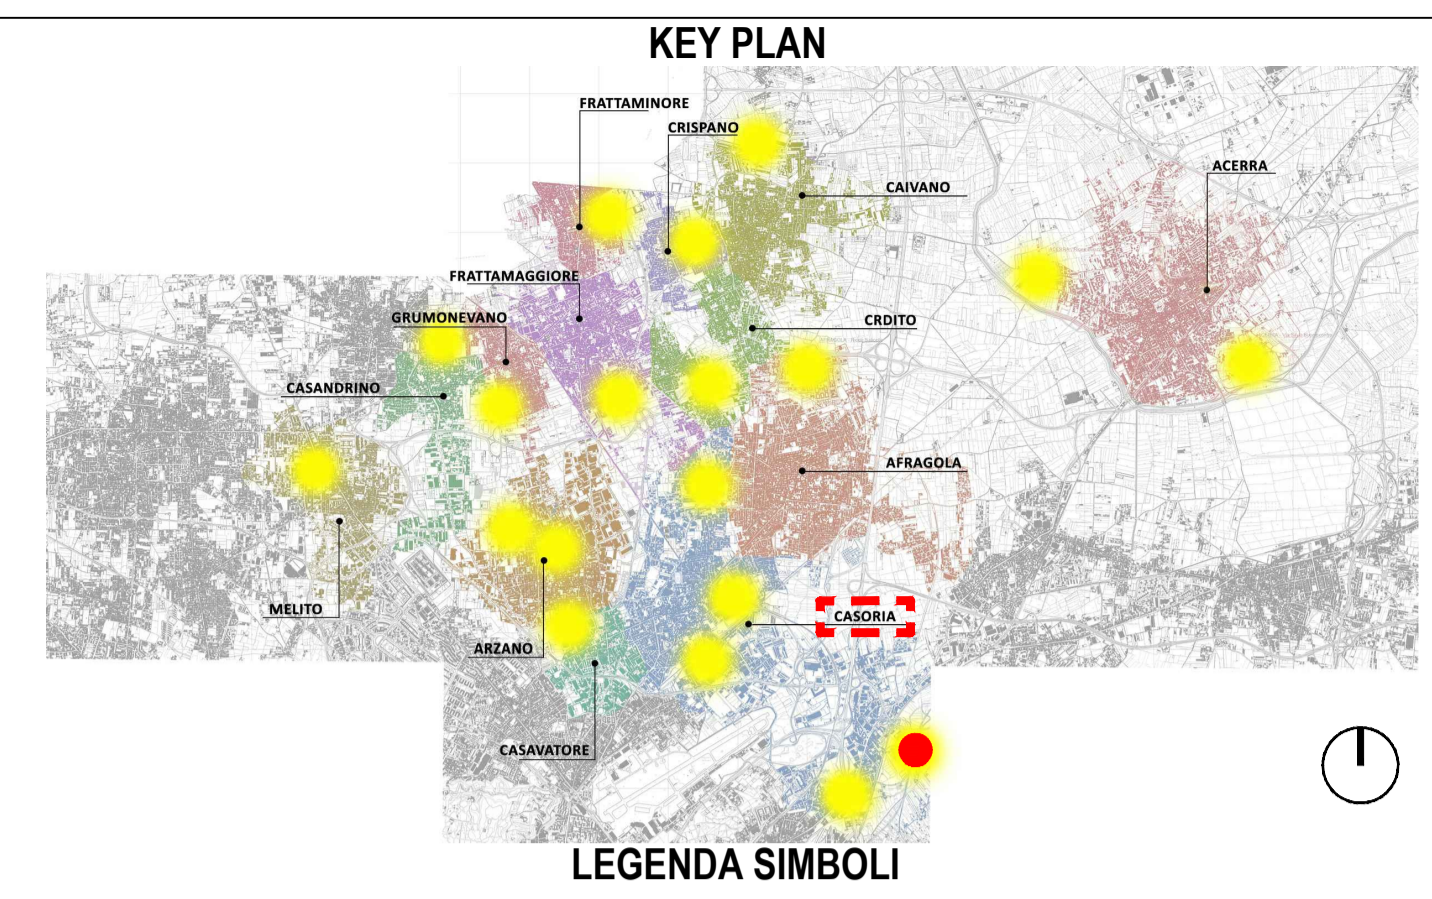 KEY PLAN
FRATTAMINORE
CRISPANO
ACERRA
CAIVANO
FRATTAMAGGIORE
GRUMONEVANO
CRDITO
CASANDRINO
AFRAGOLA
MELITO
CASORIA
ARZANO
CASAVATORE
LEGENDA SIMBOLI